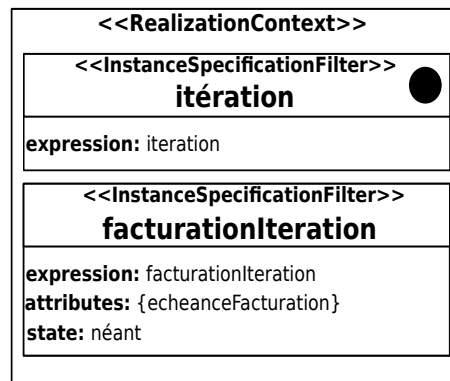 <<RealizationContext>>
<<InstanceSpecificationFilter>>
itération
expression: iteration
<<InstanceSpecificationFilter>>
facturationIteration
expression: facturationIteration
attributes: {echeanceFacturation}
state: néant